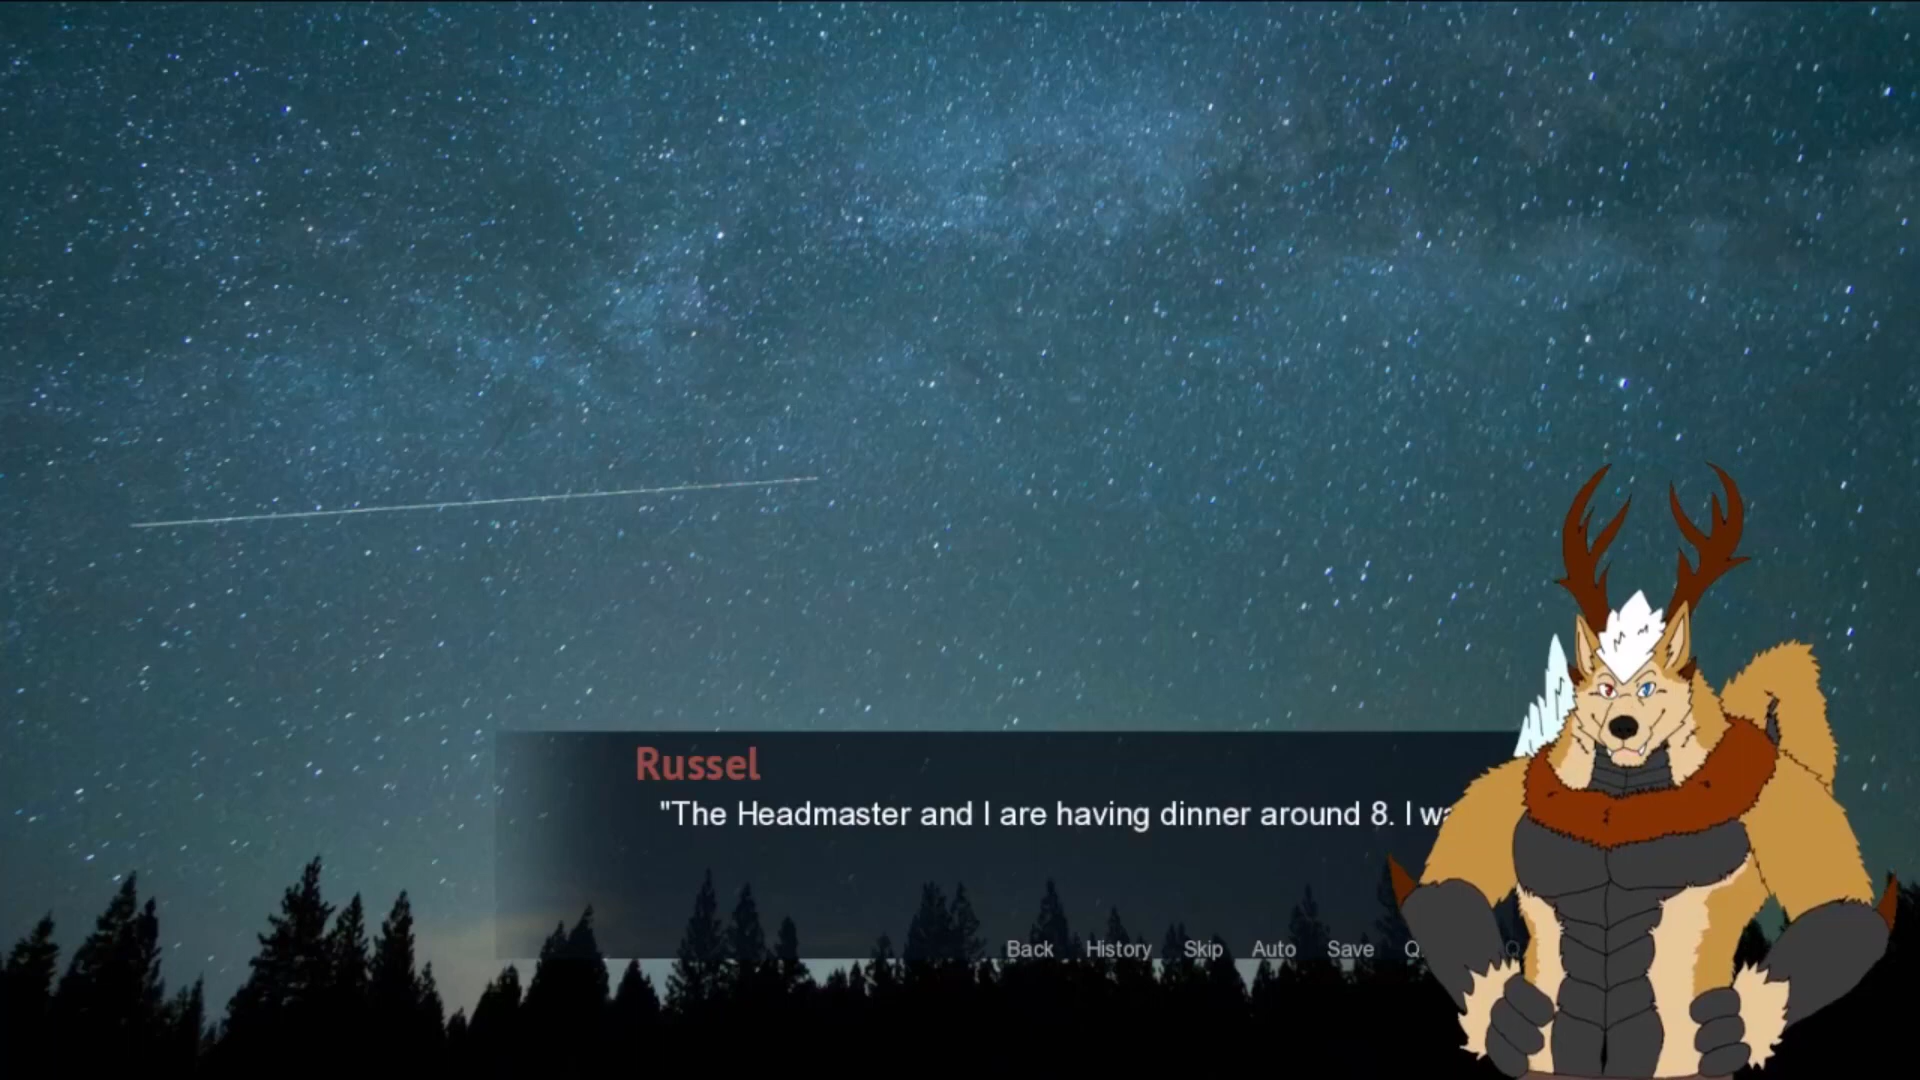 Russel
"The Headmaster and I are having dinner around 8. I
Back History Skip Auto Save